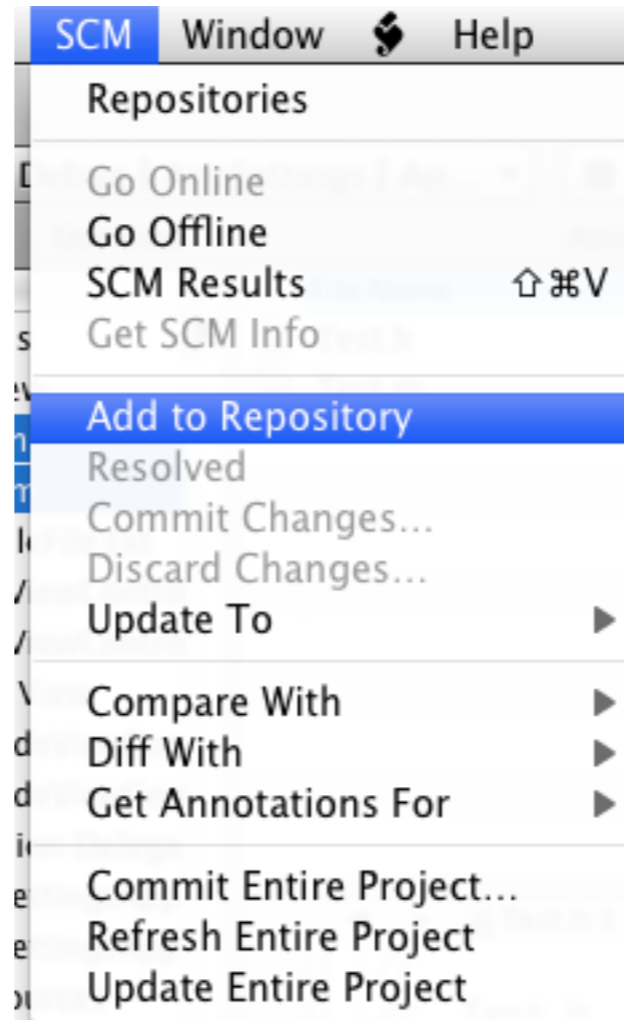 SCM Window Help
Repositories
Go Online
Go Offline
SCM Results ⇧⌘V
Get SCM Info
Add to Repository
Resolved
Commit Changes...
Discard Changes...
Update To
Compare With
Diff With
Get Annotations For
Commit Entire Project...
Refresh Entire Project
Update Entire Project